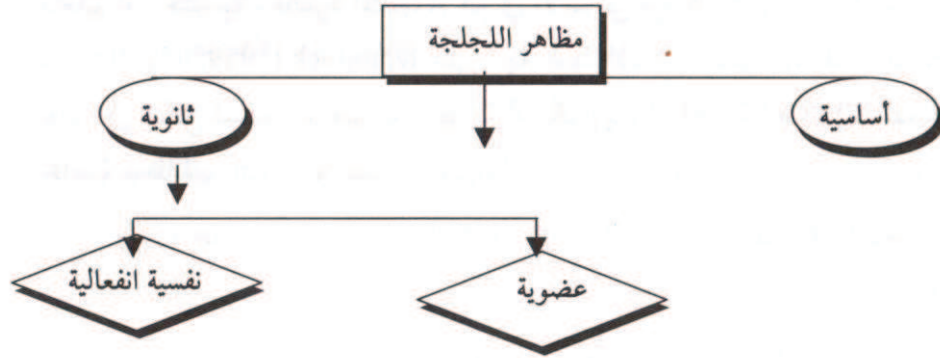 مظاهر اللجلجة
أساسية
ثانوية
عضوية
نفسية انفعالية